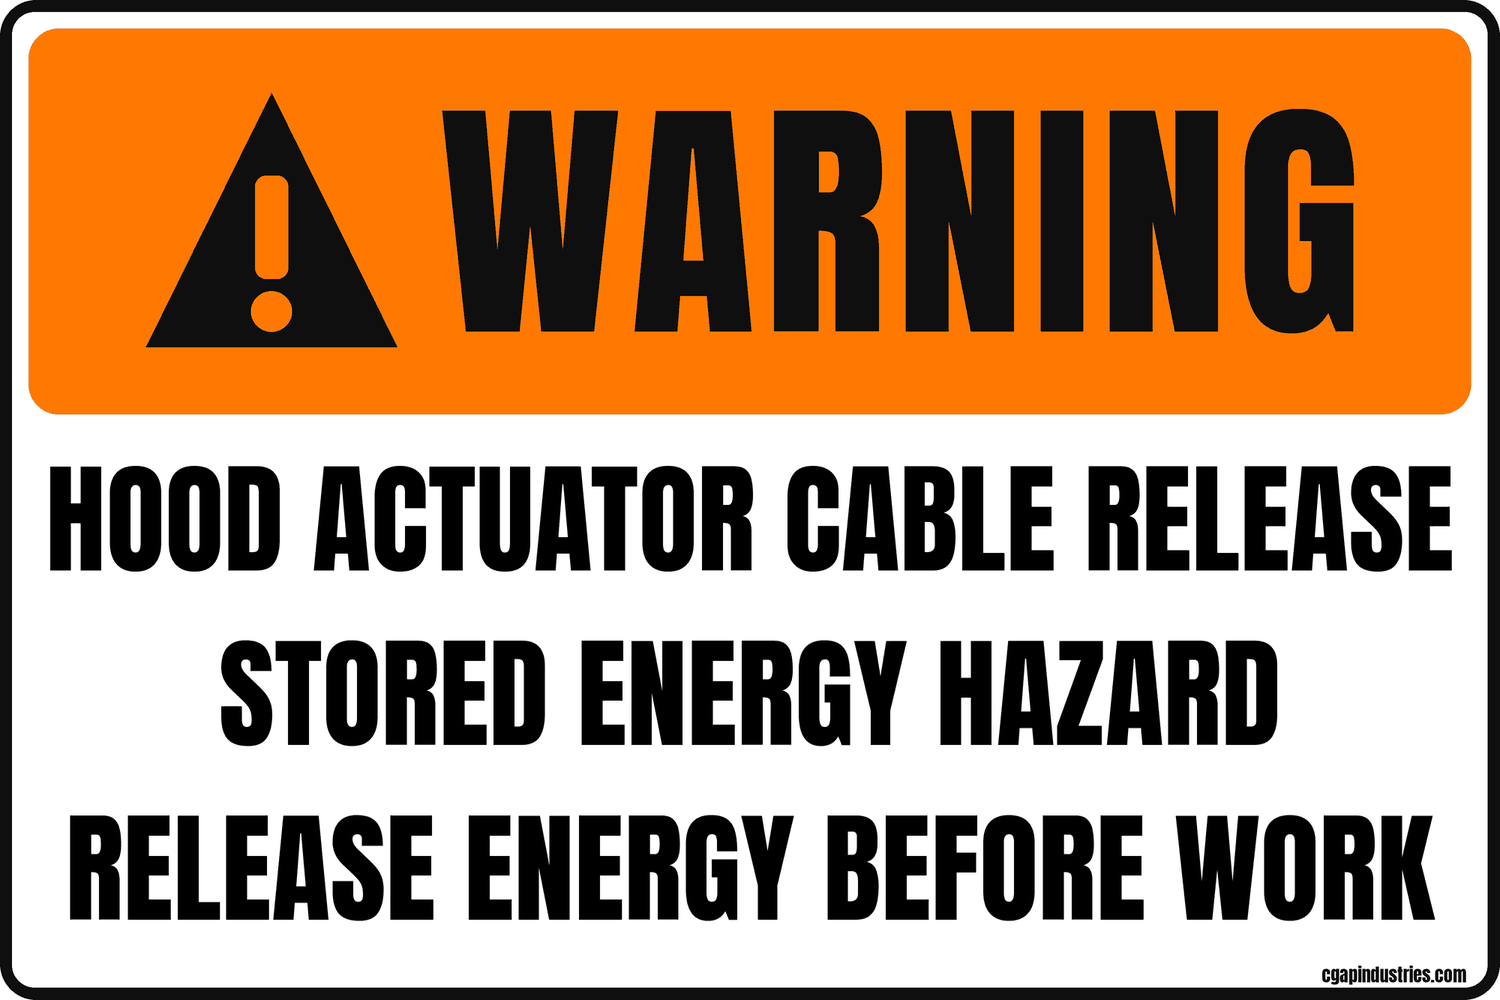 WARNING
HOOD ACTUATOR CABLE RELEASE
STORED ENERGY HAZARD
RELEASE ENERGY BEFORE WORK
cgapindustries.com